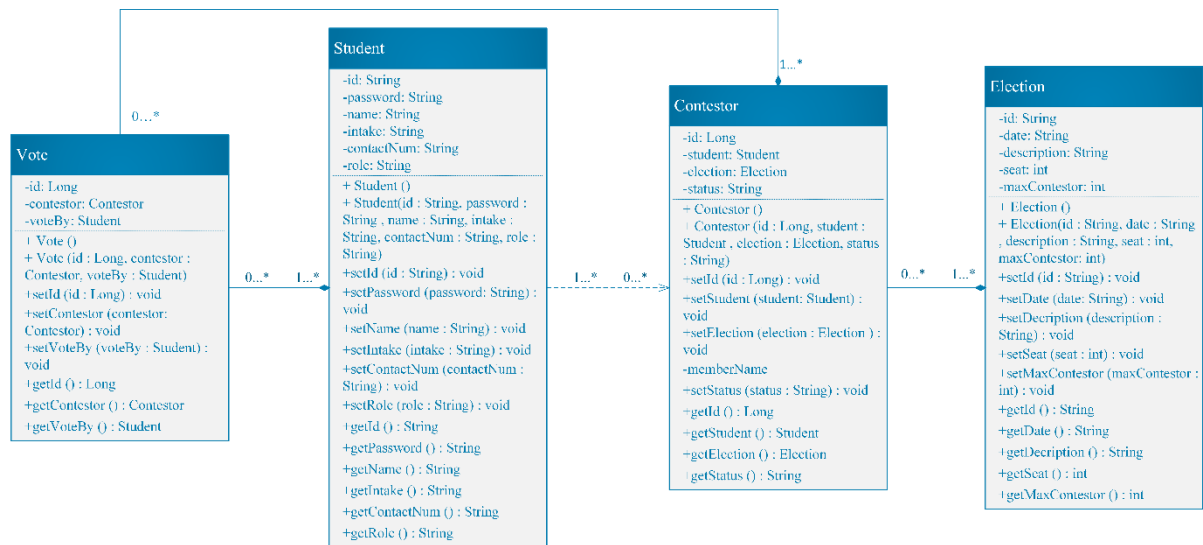 Vote
-id: Long
-contestor: Contestor
-voteBy: Student
+ Vote ()
+ Vote (id : Long, contestor :
Contestor, voteBy : Student)
+setId (id : Long) : void
+setContestor (contestor:
Contestor) : void
+setVoteBy (voteBy : Student) :
void
+getId () : Long
+getContestor () : Contestor
+getVoteBy () : Student
0...*
0...*
1...*
Student
-id: String
-password: String
-name: String
-intake: String
-contactNum: String
-role: String
+ Student ()
+ Student(id : String, password :
String , name : String, intake :
String, contactNum : String, role :
String)
+setId (id : String) : void
+setPassword (password: String) :
void
+setName (name : String) : void
+setIntake (intake : String) : void
+setContactNum (contactNum :
String) : void
+setRole (role : String) : void
+getId () : String
+getPassword () : String
+getName () : String
+getIntake () : String
+getContactNum () : String
+getRole () : String
1...*
0...*
1...*
Contestor
-id: Long
-student: Student
-election: Election
-status: String
+ Contestor ()
+ Contestor (id : Long, student :
Student , election : Election, status
: String)
+setId (id : Long) : void
+setStudent (student: Student) :
void
+setElection (election : Election ) :
void
-memberName
+setStatus (status : String) : void
+getId () : Long
+getStudent () : Student
+getElection () : Election
+getStatus () : String
0...*
1...*
Election
-id: String
-date: String
-description: String
-seat: int
-maxContestor: int
+ Election ()
+ Election(id : String, date : String
, description : String, seat : int,
maxContestor: int)
+setId (id : String) : void
+setDate (date: String) : void
+setDecription (description :
String) : void
+setSeat (seat : int) : void
+setMaxContestor (maxContestor :
int) : void
+getId () : String
+getDate () : String
+getDecription () : String
+getSeat () : int
+getMaxContestor () : int